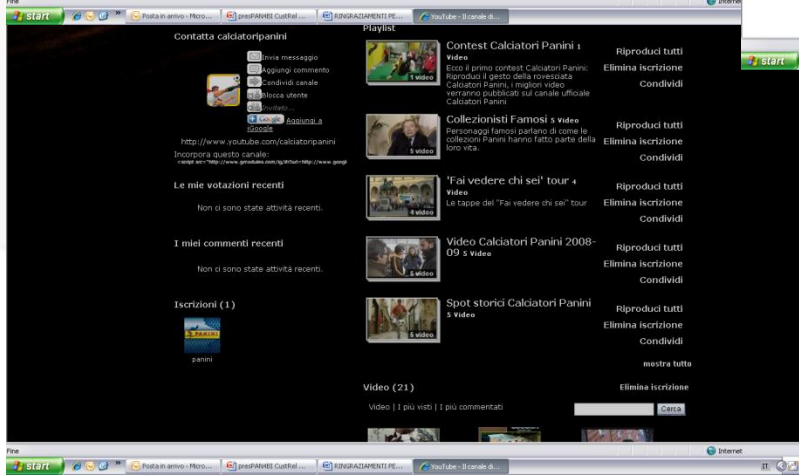 Fine
Internet
start
Posta in arrivo - Micro...
presPAN4BI CustRel ...
RINGRAZIAMENTI PE...
YouTube - Il canale di...
start
Contatta calciatoripanini
Invia messaggio
Aggiungi commento
Condividi canale
Blocca utente
Invitato...
Google Aggiungi a
iGoogle
http://www.youtube.com/calciatoripanini
Incorpora questo canale:
Le mie votazioni recenti
Non ci sono state attività recenti.
I miei commenti recenti
Non ci sono state attività recenti.
Iscrizioni (1)
PANINI
panini
Playlist
Contest Calciatori Panini 1
Video
Ecco il primo contest Calciatori Panini:
Riproduci il gesto della rovesciata
Calciatori Panini, i migliori video
verranno pubblicati sul canale ufficiale
Calciatori Panini
1 video
Riproduci tutti
Elimina iscrizione
Condividi
Collezionisti Famosi 5 Video
Personaggi famosi parlano di come le
collezioni Panini hanno fatto parte della
loro vita.
5 video
Riproduci tutti
Elimina iscrizione
Condividi
'Fai vedere chi sei' tour 4
Video
Le tappe del "Fai vedere chi sei" tour
4 video
Riproduci tutti
Elimina iscrizione
Condividi
Video Calciatori Panini 2008-
09 5 Video
5 video
Riproduci tutti
Elimina iscrizione
Condividi
Spot storici Calciatori Panini
5 Video
5 video
Riproduci tutti
Elimina iscrizione
Condividi
mostra tutto
Video (21)
Elimina iscrizione
Video | I più visti | I più commentati
Cerca
Fine
Internet
start
Posta in arrivo - Micro...
presPAN4BI CustRel ...
RINGRAZIAMENTI PE...
YouTube - Il canale di...
IT